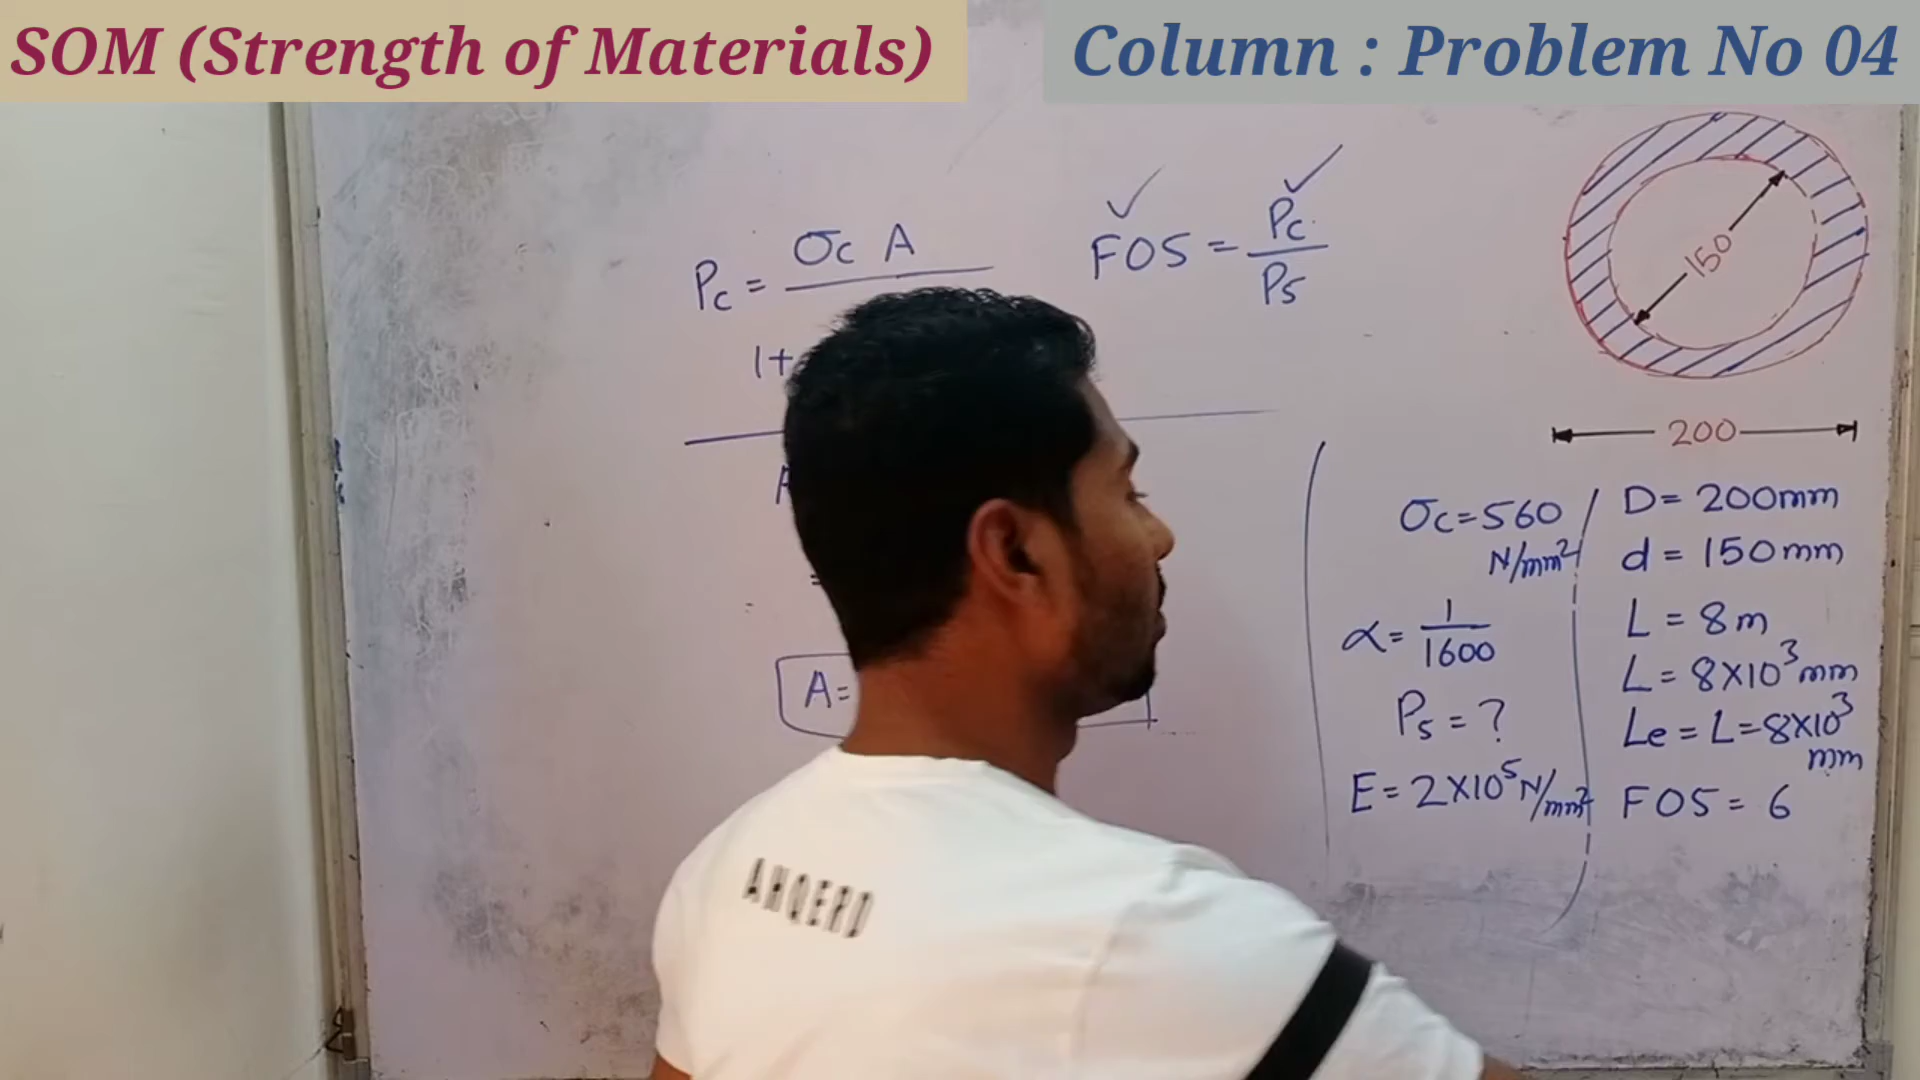 SOM (Strength of Materials)
Column : Problem No 04
Pc = σc A
1+
FOS = Pc
Ps
150
200
A=
σc = 560
N/mm²
α = 1
1600
Ps = ?
E = 2×10⁵ N/mm²
D = 200mm
d = 150mm
L = 8m
L = 8×10³ mm
Le = L = 8×10³
mm
FOS = 6
AHQERD